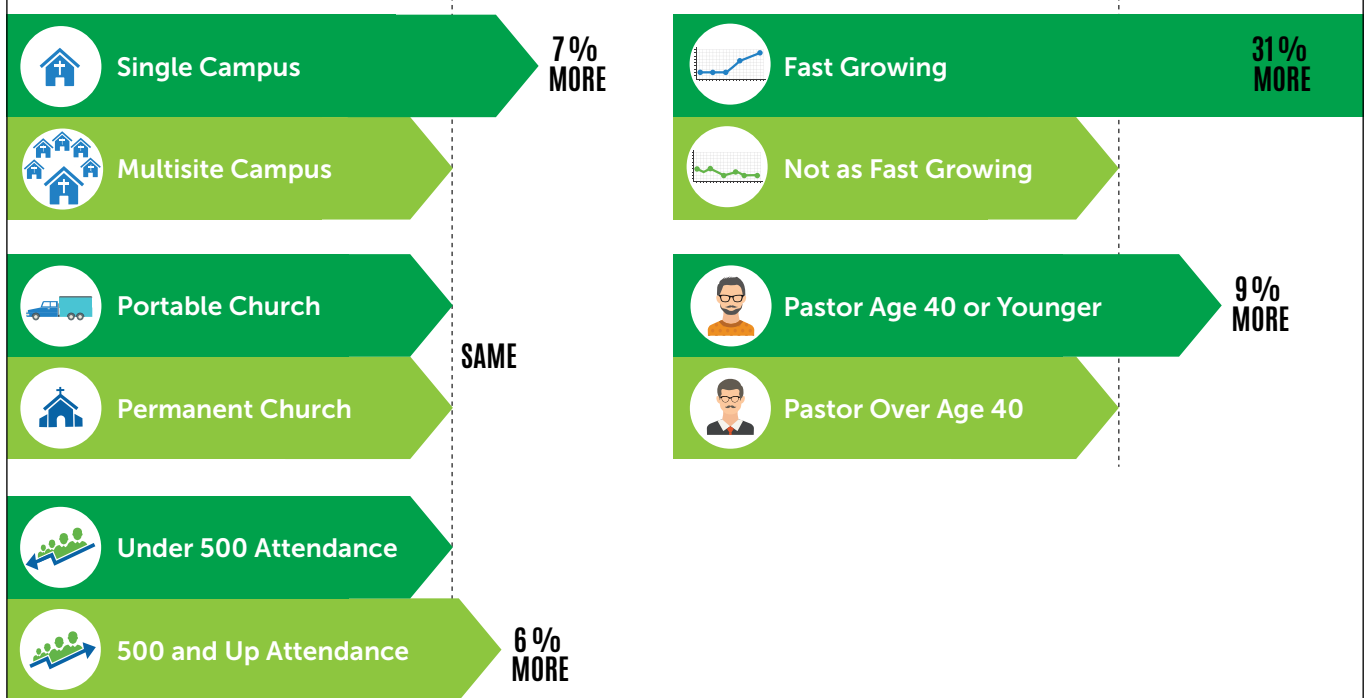 Single Campus
7%
MORE
Multisite Campus
Portable Church
SAME
Permanent Church
Under 500 Attendance
500 and Up Attendance
6%
MORE
Fast Growing
31%
MORE
Not as Fast Growing
Pastor Age 40 or Younger
9%
MORE
Pastor Over Age 40